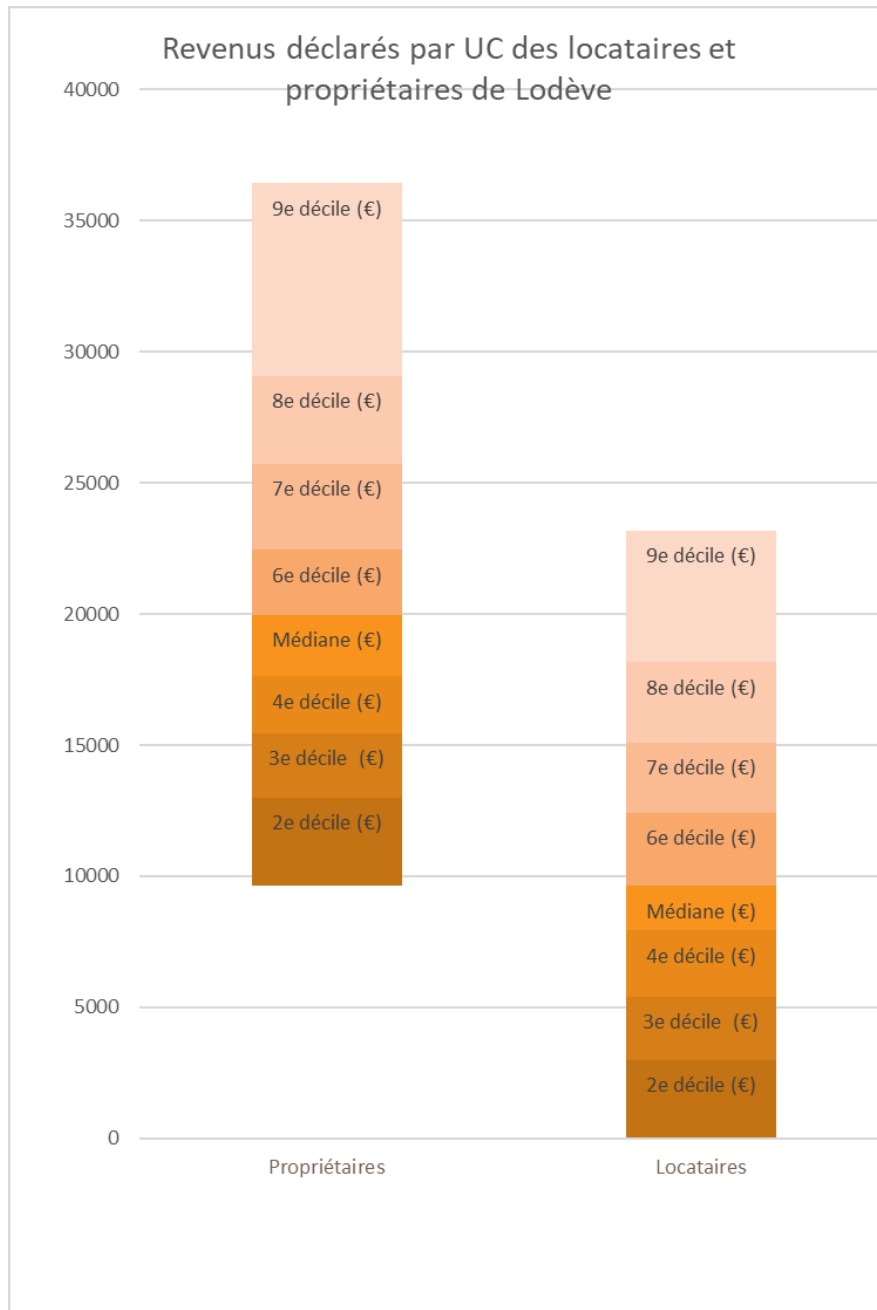 Revenus déclarés par UC des locataires et
propriétaires de Lodève
40000
35000
30000
25000
20000
15000
10000
5000
0
9e décile (€)
8e décile (€)
7e décile (€)
6e décile (€)
Médiane (€)
4e décile (€)
3e décile  (€)
2e décile (€)
9e décile (€)
8e décile (€)
7e décile (€)
6e décile (€)
Médiane (€)
4e décile (€)
3e décile  (€)
2e décile (€)
Propriétaires
Locataires